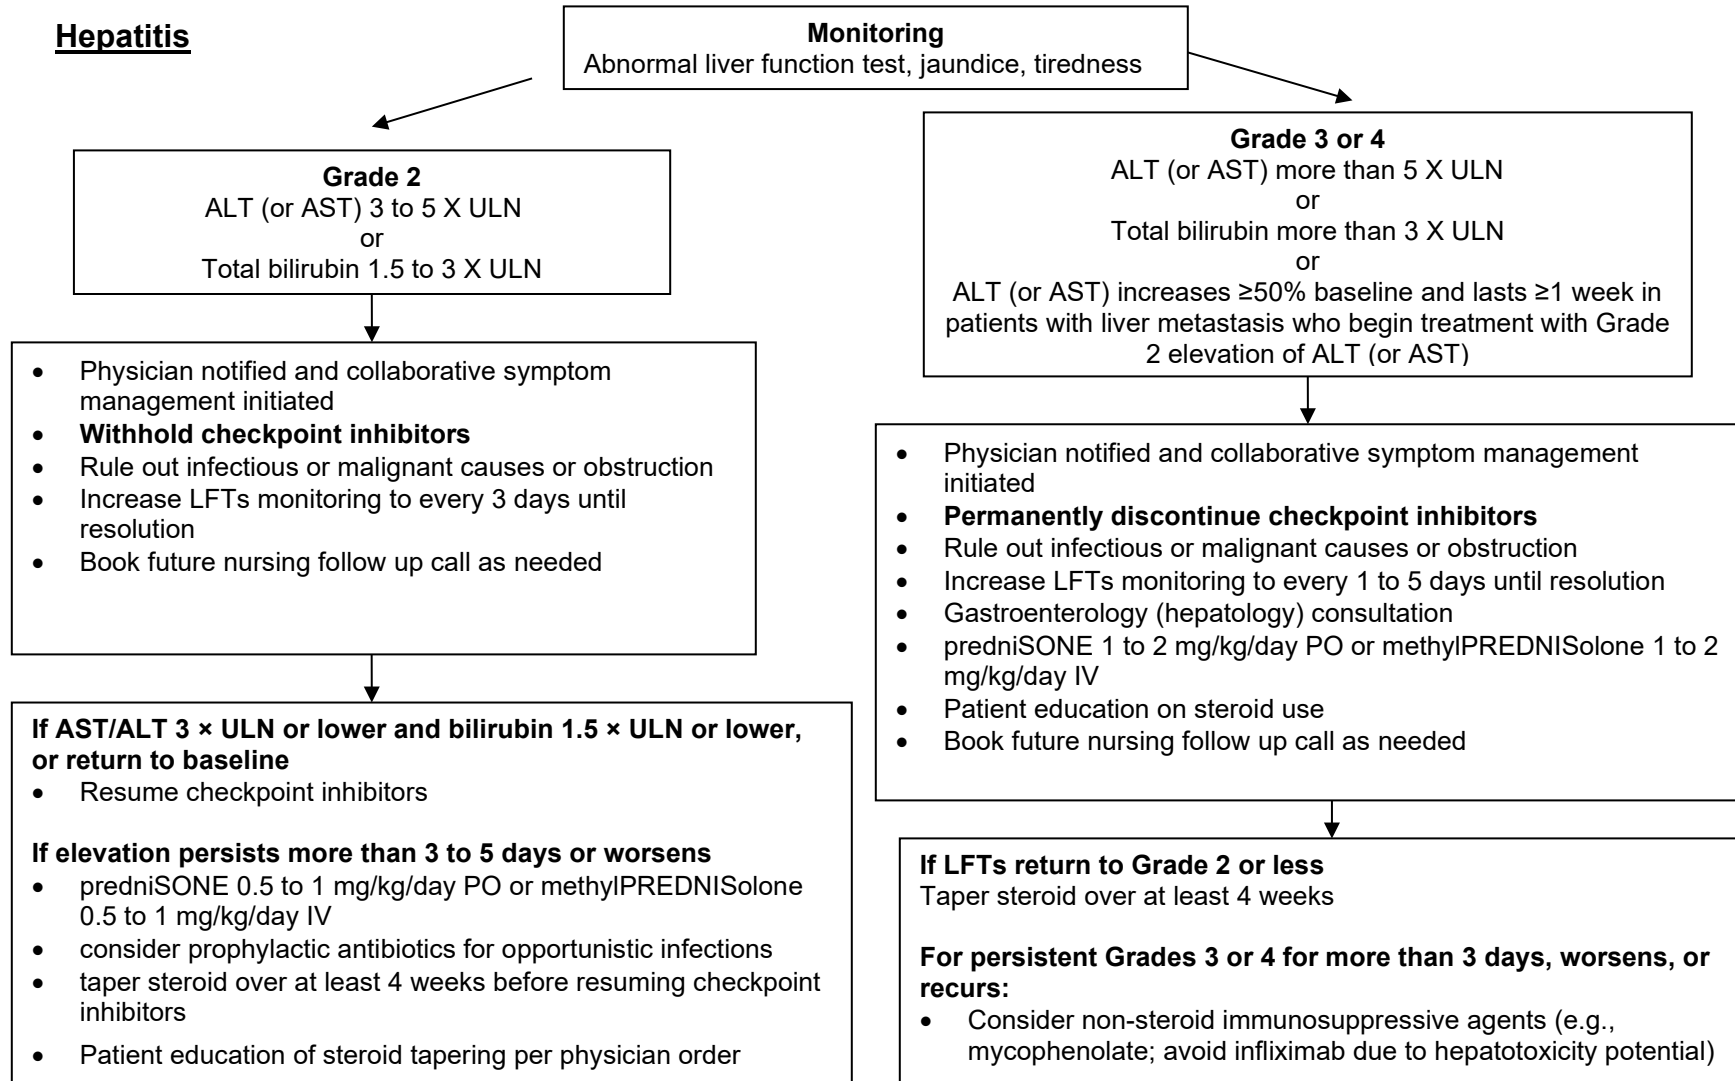 Hepatitis
Monitoring
Abnormal liver function test, jaundice, tiredness
Grade 2
ALT (or AST) 3 to 5 X ULN
or
Total bilirubin 1.5 to 3 X ULN
• Physician notified and collaborative symptom
management initiated
• Withhold checkpoint inhibitors
• Rule out infectious or malignant causes or obstruction
• Increase LFTs monitoring to every 3 days until
resolution
• Book future nursing follow up call as needed
If AST/ALT 3 × ULN or lower and bilirubin 1.5 × ULN or lower,
or return to baseline
• Resume checkpoint inhibitors
If elevation persists more than 3 to 5 days or worsens
• predniSONE 0.5 to 1 mg/kg/day PO or methylPREDNISolone
0.5 to 1 mg/kg/day IV
• consider prophylactic antibiotics for opportunistic infections
• taper steroid over at least 4 weeks before resuming checkpoint
inhibitors
• Patient education of steroid tapering per physician order
Grade 3 or 4
ALT (or AST) more than 5 X ULN
or
Total bilirubin more than 3 X ULN
or
ALT (or AST) increases ≥50% baseline and lasts ≥1 week in
patients with liver metastasis who begin treatment with Grade
2 elevation of ALT (or AST)
• Physician notified and collaborative symptom management
initiated
• Permanently discontinue checkpoint inhibitors
• Rule out infectious or malignant causes or obstruction
• Increase LFTs monitoring to every 1 to 5 days until resolution
• Gastroenterology (hepatology) consultation
• predniSONE 1 to 2 mg/kg/day PO or methylPREDNISolone 1 to 2
mg/kg/day IV
• Patient education on steroid use
• Book future nursing follow up call as needed
If LFTs return to Grade 2 or less
Taper steroid over at least 4 weeks
For persistent Grades 3 or 4 for more than 3 days, worsens, or
recurs:
• Consider non-steroid immunosuppressive agents (e.g.,
mycophenolate; avoid infliximab due to hepatotoxicity potential)